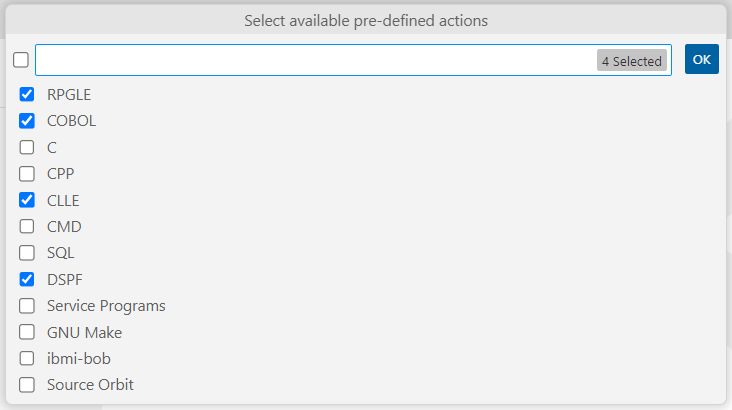 Select available pre-defined actions
4 Selected
OK
RPGLE
COBOL
C
CPP
CLLE
CMD
SQL
DSPF
Service Programs
GNU Make
ibmi-bob
Source Orbit